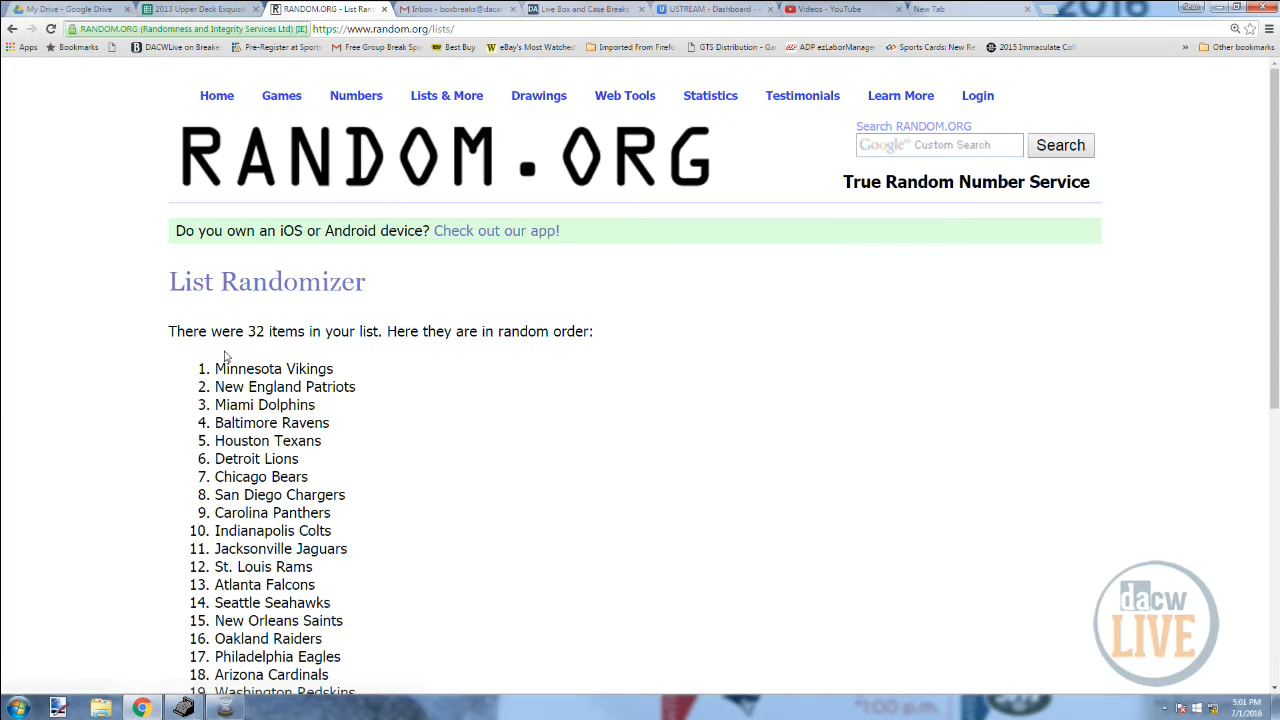 My Drive - Google Drive
2013 Upper Deck Exquisit
RANDOM.ORG - List Ran
Inbox - boxbreaks@dacar
Live Box and Case Breaks
USTREAM - Dashboard -
Videos - YouTube
New Tab
Sean
2016
RANDOM.ORG (Randomness and Integrity Services Ltd) [IE]
https://www.random.org/lists/
Apps
Bookmarks
DACWLive on Breake
Pre-Register at Sports
Free Group Break Sp
Best Buy
eBay's Most Watched
Imported From Firefo
GTS Distribution - Ga
ADP ezLaborManage
Sports Cards: New Re
2015 Immaculate Coll
»
Other bookmarks
Home
Games
Numbers
Lists & More
Drawings
Web Tools
Statistics
Testimonials
Learn More
Login
RANDOM.ORG
Search RANDOM.ORG
Google™ Custom Search
Search
True Random Number Service
Do you own an iOS or Android device? Check out our app!
List Randomizer
There were 32 items in your list. Here they are in random order:
1. Minnesota Vikings
2. New England Patriots
3. Miami Dolphins
4. Baltimore Ravens
5. Houston Texans
6. Detroit Lions
7. Chicago Bears
8. San Diego Chargers
9. Carolina Panthers
10. Indianapolis Colts
11. Jacksonville Jaguars
12. St. Louis Rams
13. Atlanta Falcons
14. Seattle Seahawks
15. New Orleans Saints
16. Oakland Raiders
17. Philadelphia Eagles
18. Arizona Cardinals
19. Washington Redskins
dacw
LIVE
5:01 PM
7/1/2016